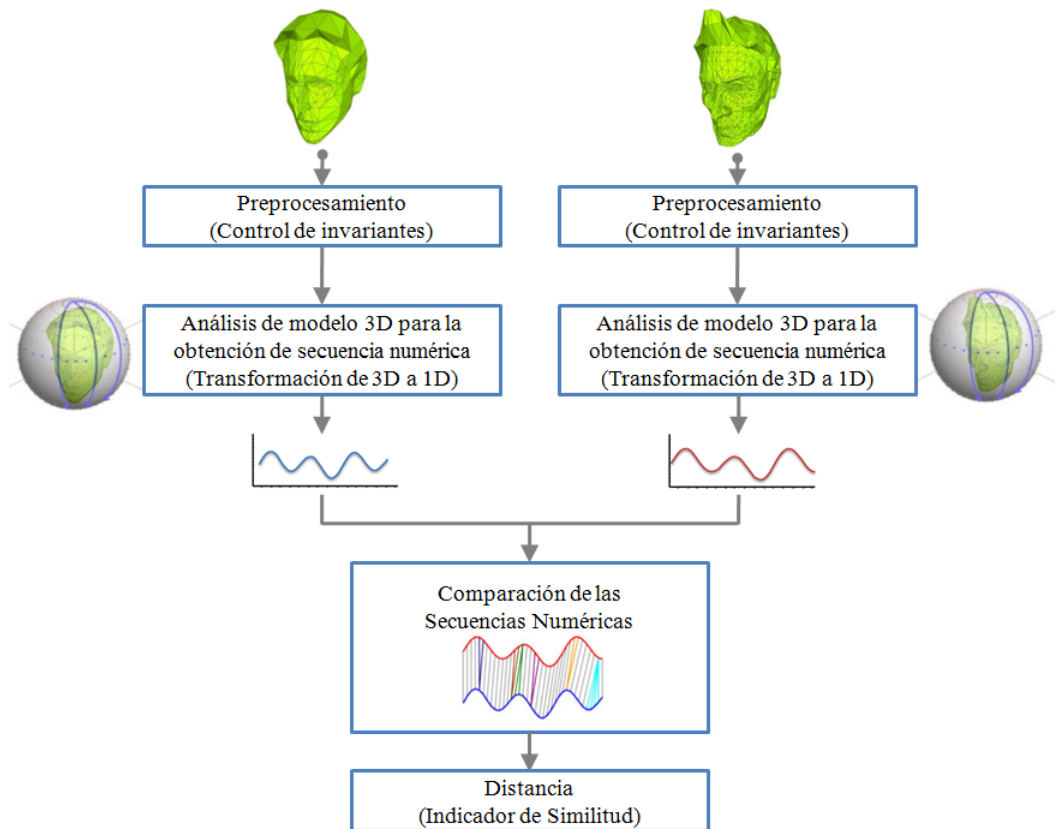 Preprocesamiento
(Control de invariantes)
Preprocesamiento
(Control de invariantes)
Análisis de modelo 3D para la
obtención de secuencia numérica
(Transformación de 3D a 1D)
Análisis de modelo 3D para la
obtención de secuencia numérica
(Transformación de 3D a 1D)
Comparación de las
Secuencias Numéricas
Distancia
(Indicador de Similitud)